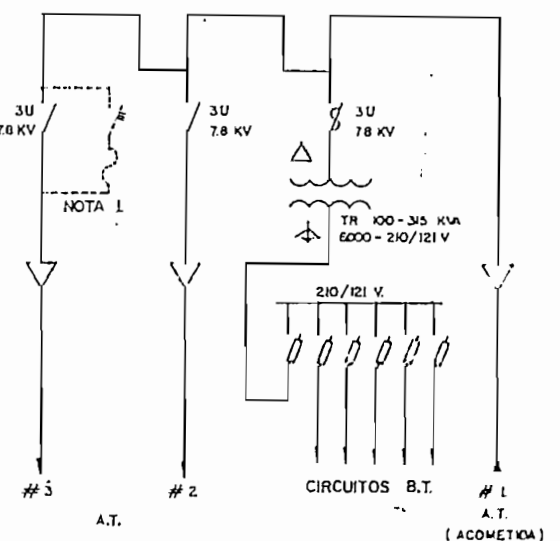 3U
7.8 KV
3U
7.8 KV
3U
7.8 KV
NOTA 1
TR 100-315 KVA
6000-210/121 V
210/121 V.
# 3
# 2
CIRCUITOS B.T.
# 1
A.T.
A.T.
( ACOMETIDA )